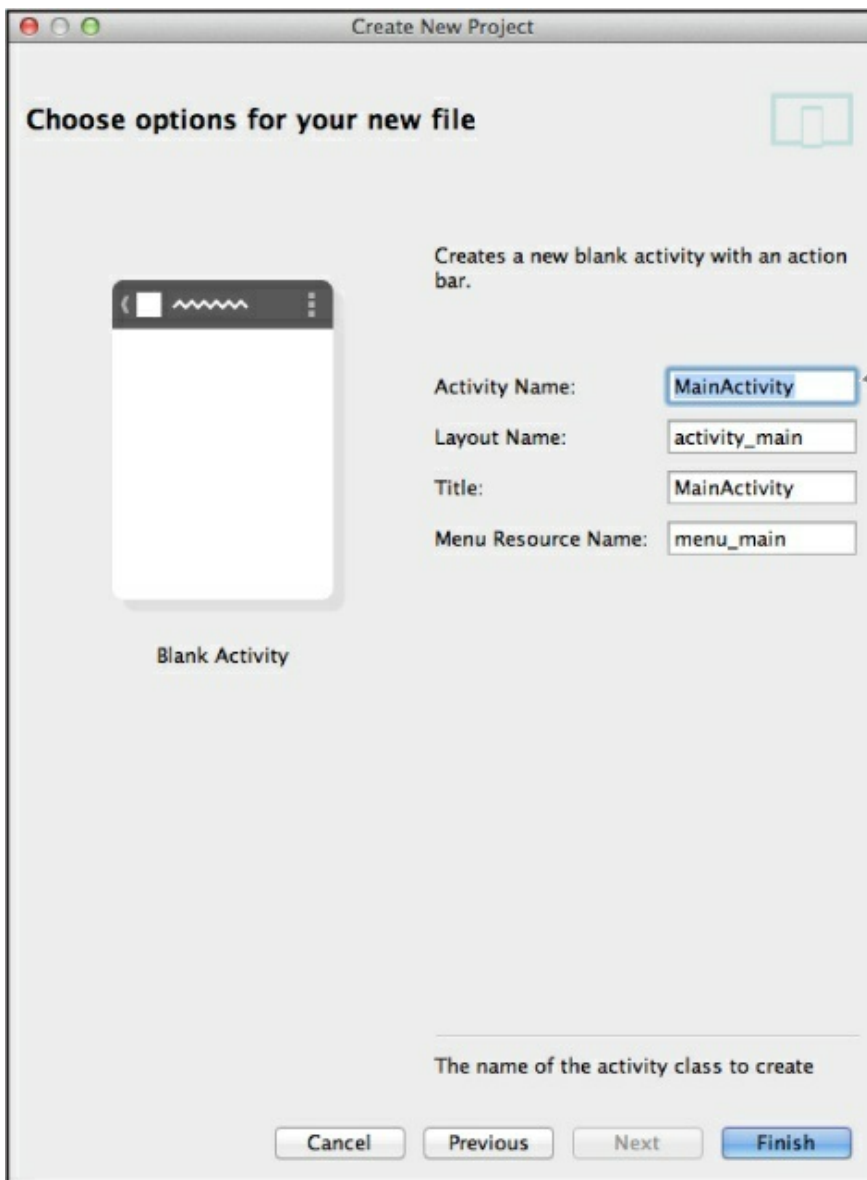 Create New Project
Choose options for your new file
Creates a new blank activity with an action
bar.
Activity Name: MainActivity
Layout Name: activity_main
Title: MainActivity
Menu Resource Name: menu_main
Blank Activity
The name of the activity class to create
Cancel Previous Next Finish